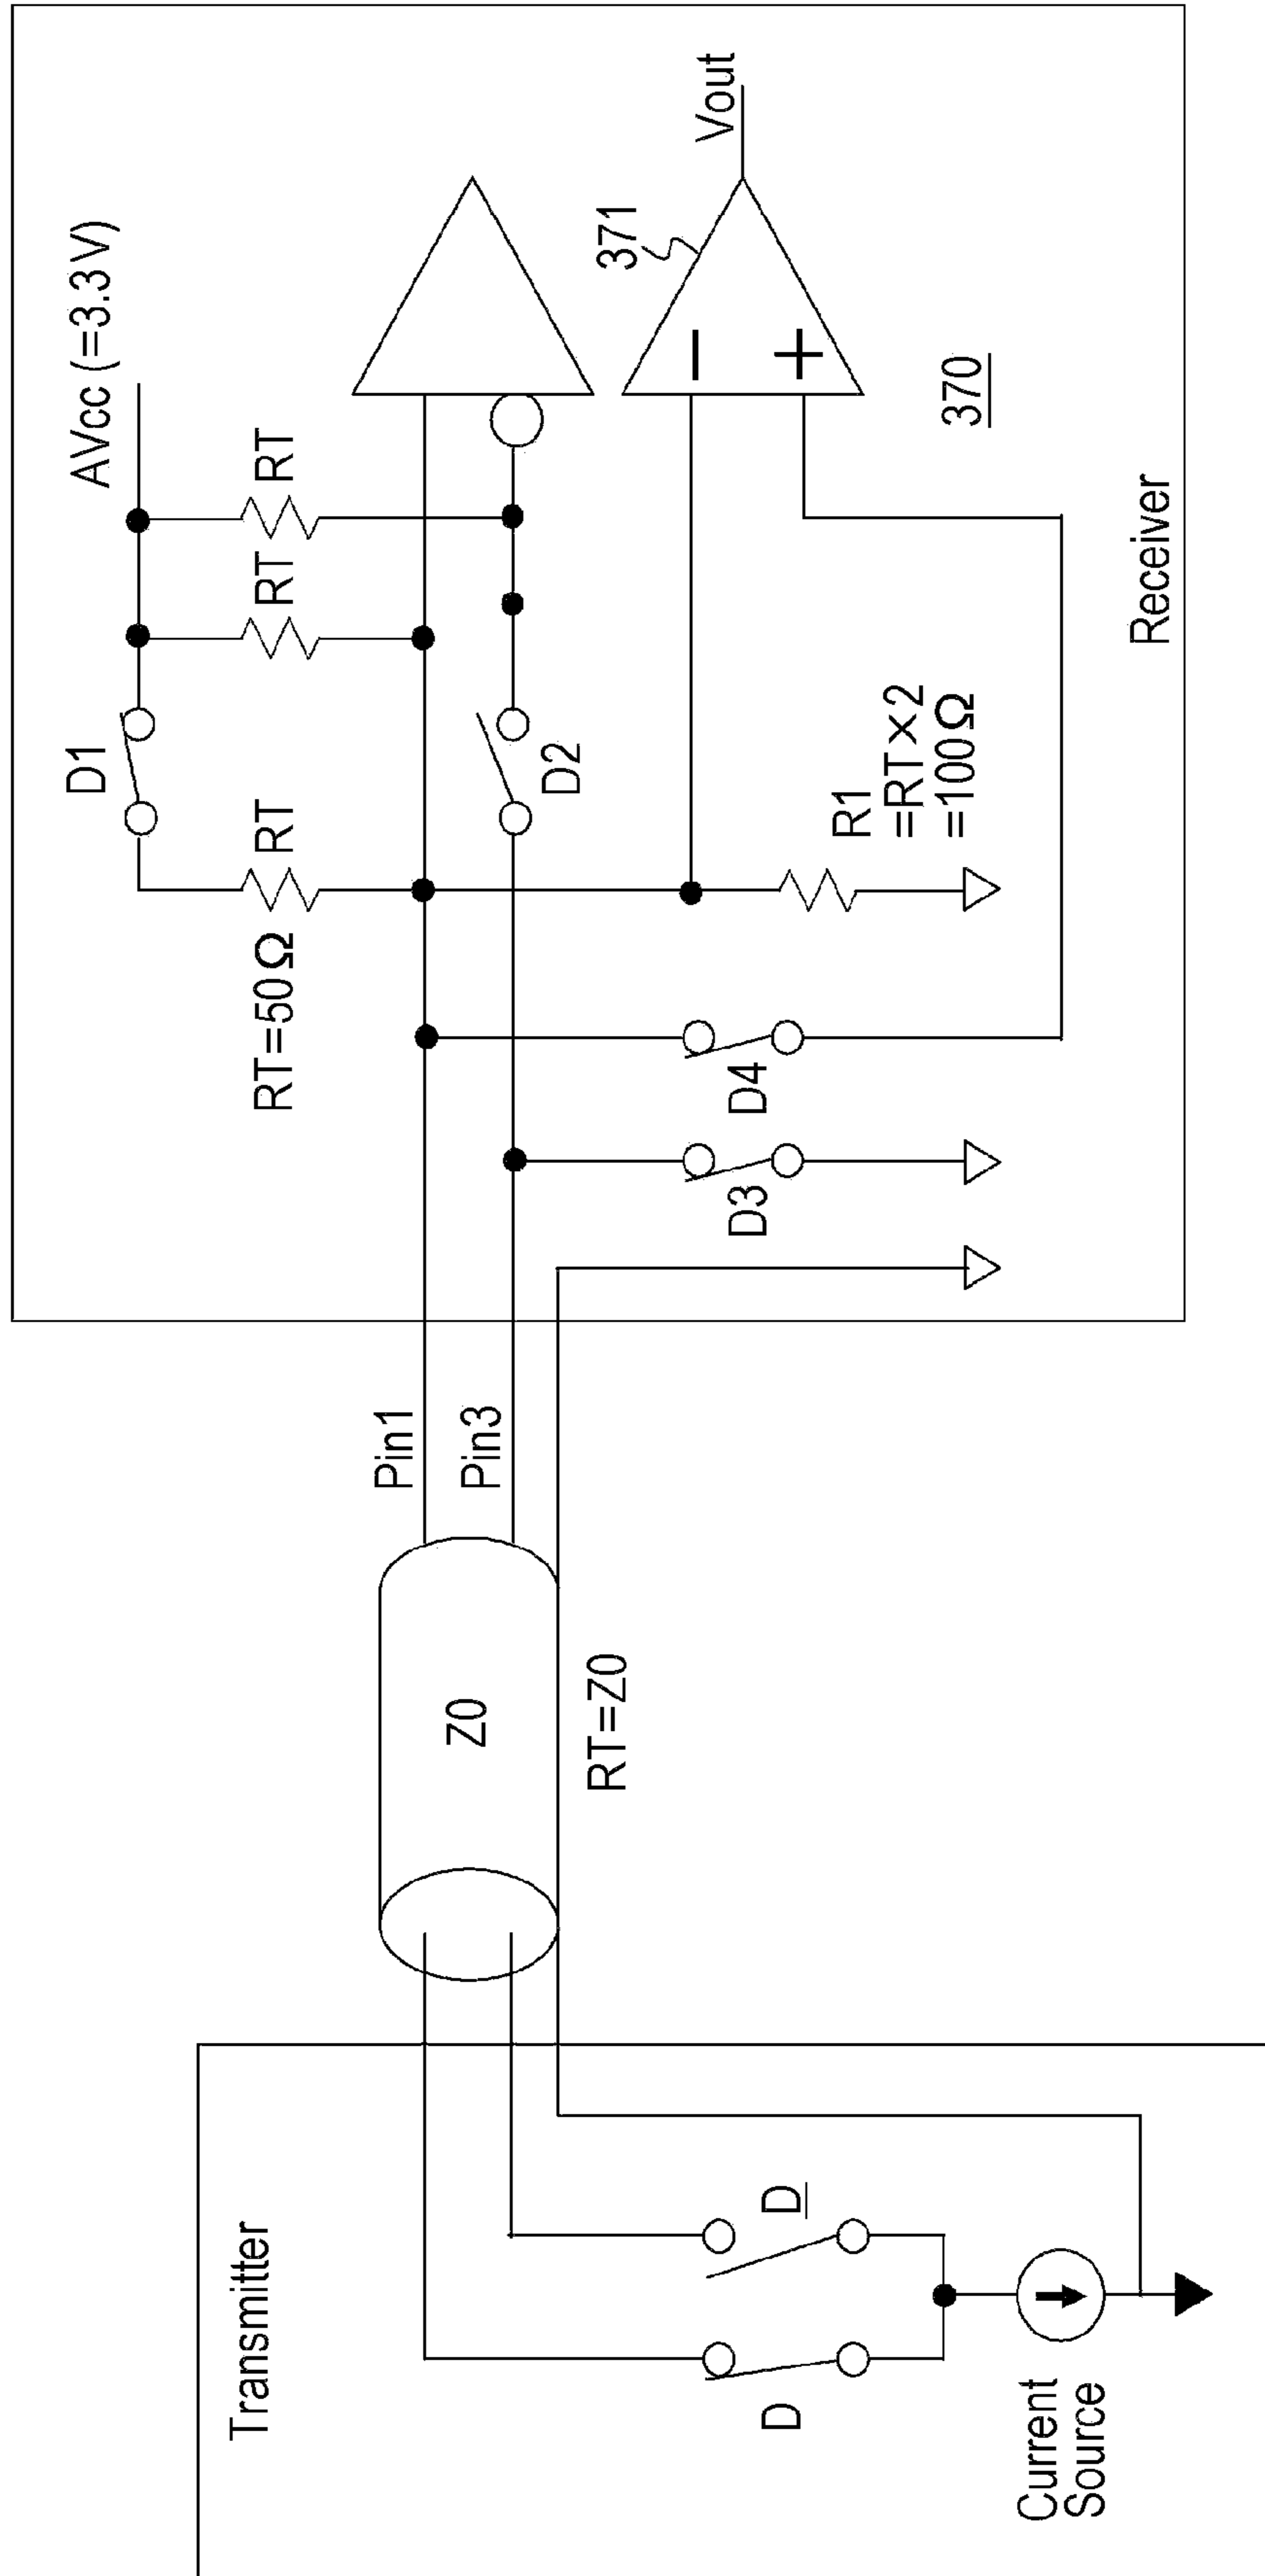 Transmitter
D
D
Current
Source
Z0
RT=Z0
Pin1
Pin3
RT=50Ω
RT
D1
AVcc (=3.3V)
RT
RT
D2
D3
D4
R1
=RT×2
=100Ω
−
+
371
Vout
370
Receiver